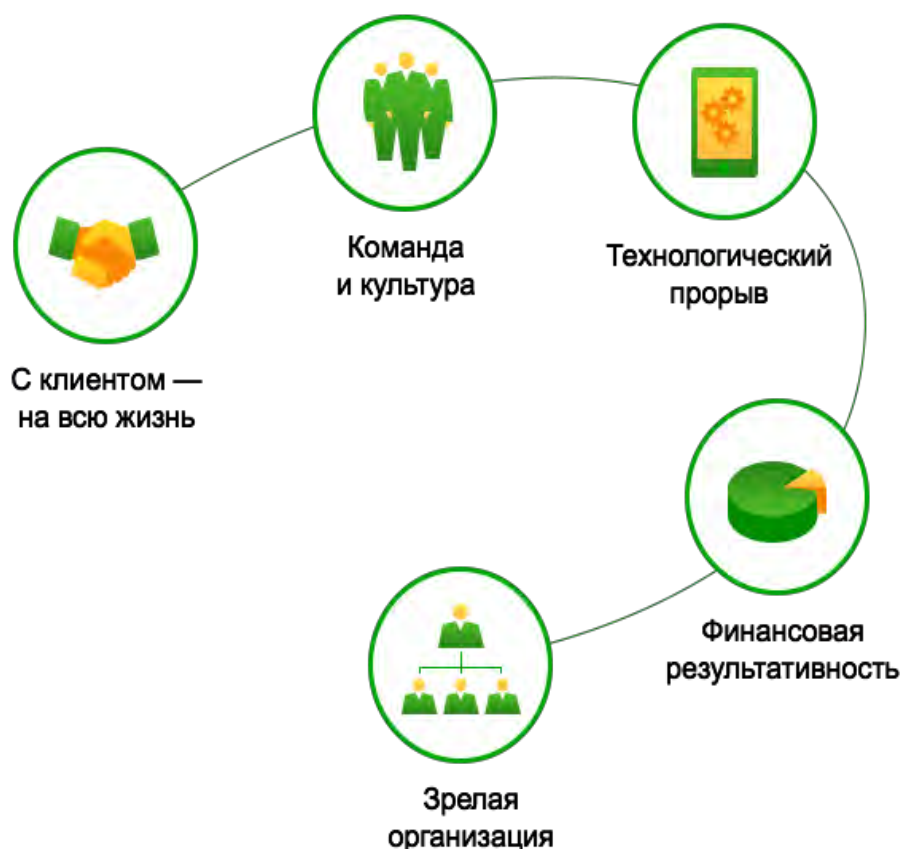 С клиентом —
на всю жизнь
Команда
и культура
Технологический
прорыв
Финансовая
результативность
Зрелая
организация